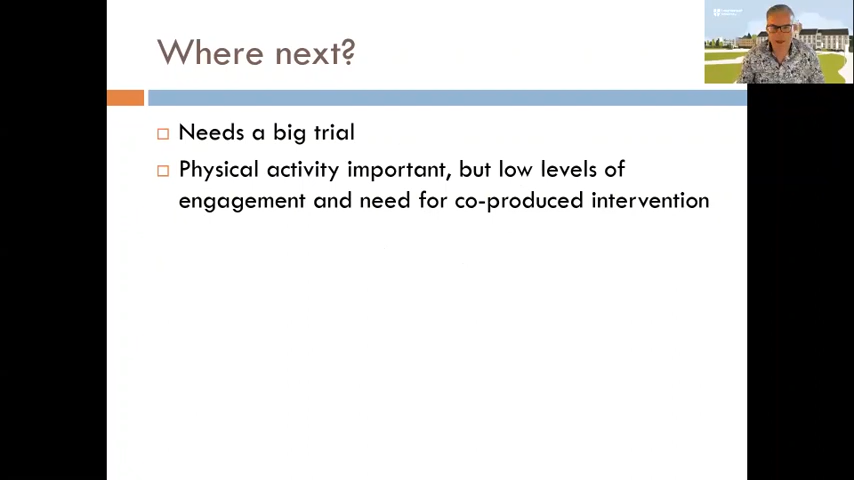 Where next?
Needs a big trial
Physical activity important, but low levels of
engagement and need for co-produced intervention